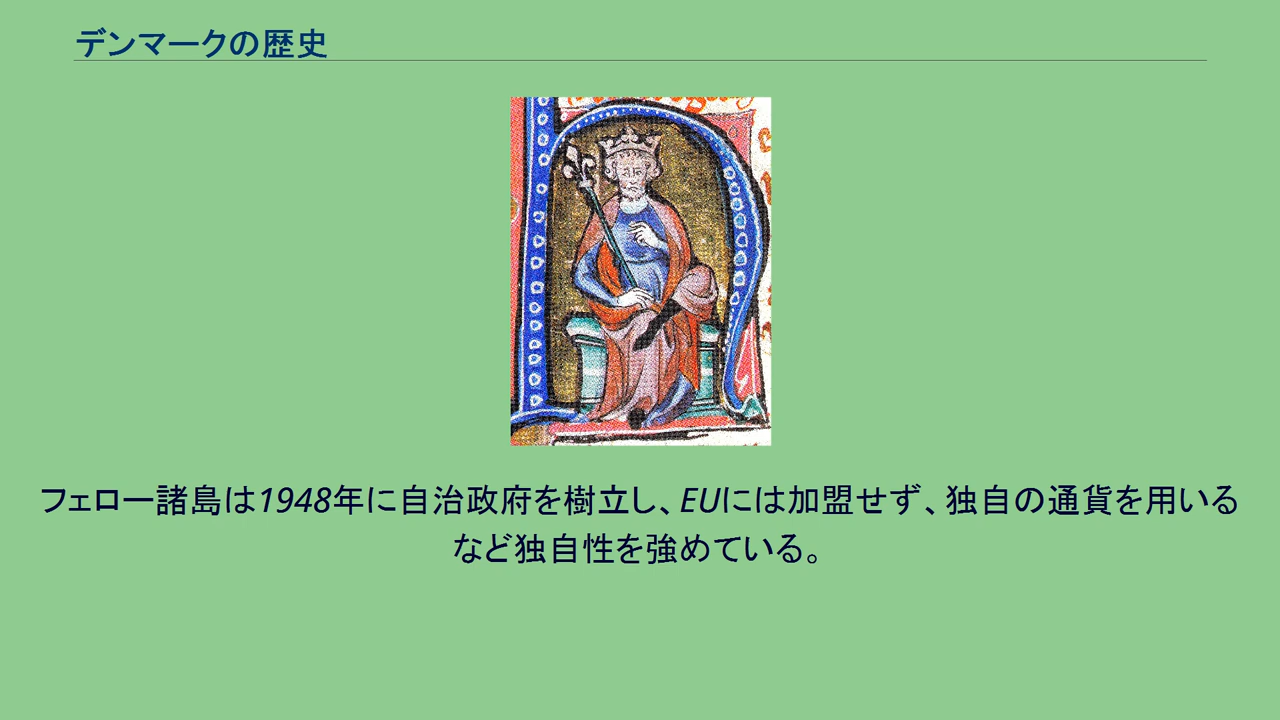 デンマークの歴史
フェロー諸島は1948年に自治政府を樹立し、EUには加盟せず、独自の通貨を用いる
など独自性を強めている。